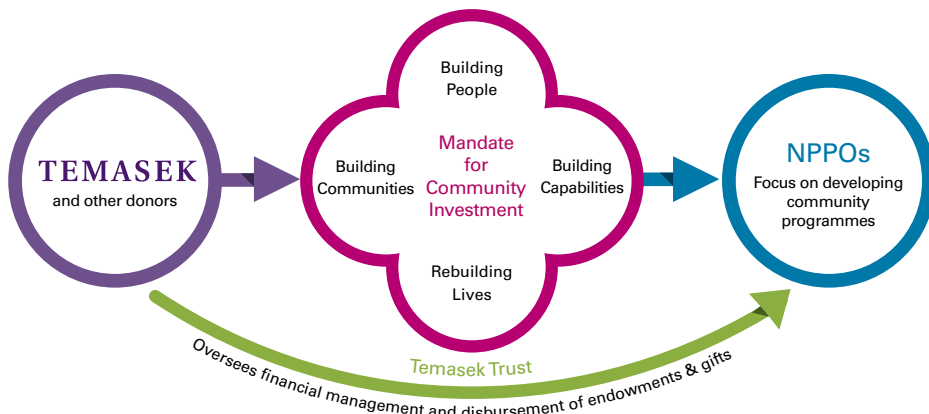 TEMASEK
and other donors
Building
People
Building
Communities
Mandate
for
Community
Investment
Building
Capabilities
Rebuilding
Lives
NPPOs
Focus on developing
community
programmes
Temasek Trust
Oversees financial management and disbursement of endowments & gifts